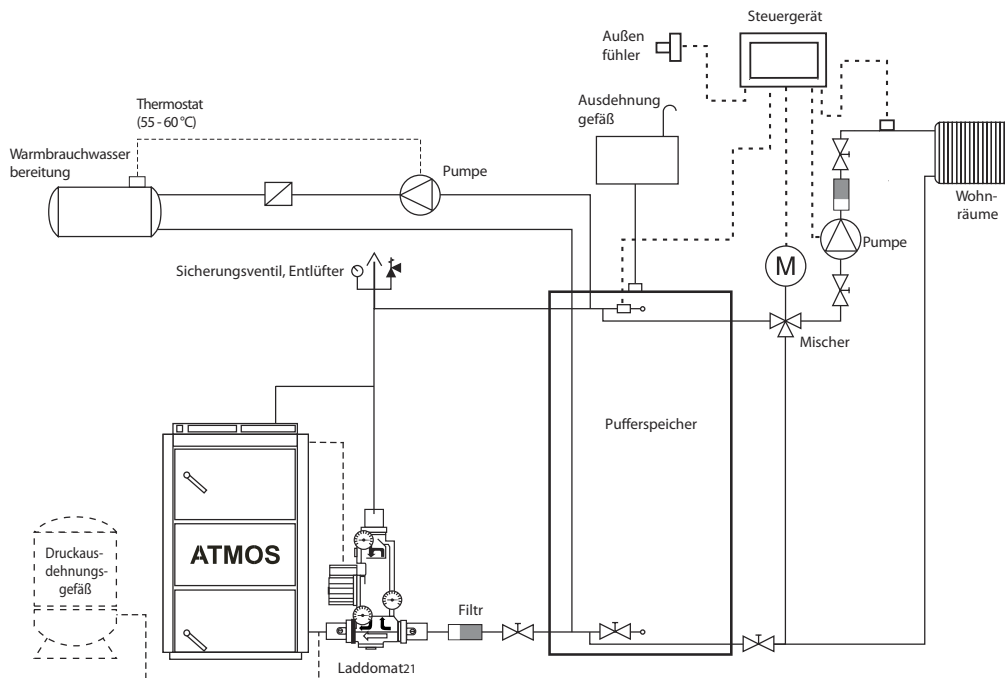 Steuergerät
Außen
fühler
Ausdehnung
gefäß
Thermostat
(55 - 60 °C)
Warmbrauchwasser
bereitung
Pumpe
Wohn-
räume
Pumpe
Sicherungsventil, Entlüfter
M
Mischer
Pufferspeicher
ATMOS
Druckaus-
dehnungs-
gefäß
Filtr
Laddomat21